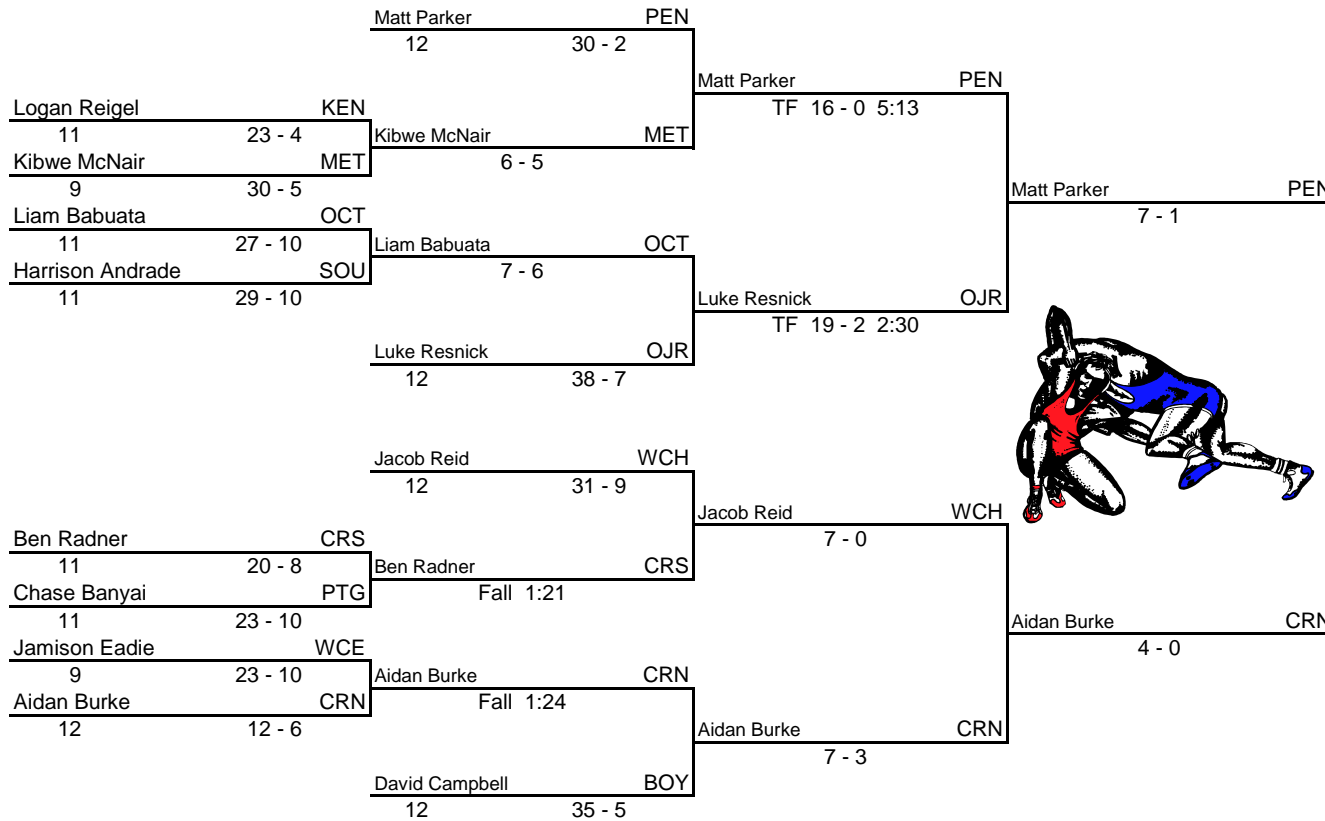 Matt Parker PEN
12 30 - 2
Matt Parker PEN
TF 16 - 0 5:13
Logan Reigel KEN
11 23 - 4
Kibwe McNair MET
6 - 5
Kibwe McNair MET
9 30 - 5
Matt Parker PEN
7 - 1
Liam Babuata OCT
11 27 - 10
Liam Babuata OCT
7 - 6
Harrison Andrade SOU
11 29 - 10
Luke Resnick OJR
TF 19 - 2 2:30
Luke Resnick OJR
12 38 - 7
Jacob Reid WCH
12 31 - 9
Jacob Reid WCH
7 - 0
Ben Radner CRS
11 20 - 8
Ben Radner CRS
Fall 1:21
Chase Banyai PTG
11 23 - 10
Aidan Burke CRN
4 - 0
Jamison Eadie WCE
9 23 - 10
Aidan Burke CRN
Fall 1:24
Aidan Burke CRN
12 12 - 6
Aidan Burke CRN
7 - 3
David Campbell BOY
12 35 - 5